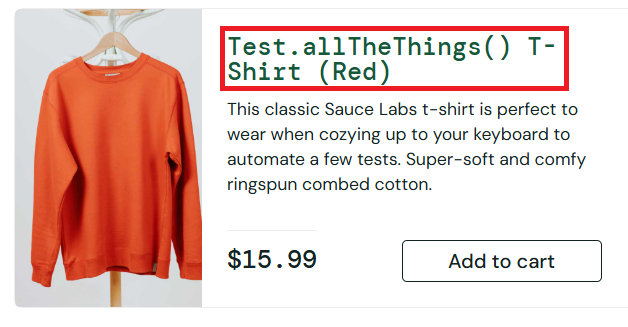 Test.allTheThings() T-
Shirt (Red)
This classic Sauce Labs t-shirt is perfect to
wear when cozying up to your keyboard to
automate a few tests. Super-soft and comfy
ringspun combed cotton.
$15.99
Add to cart